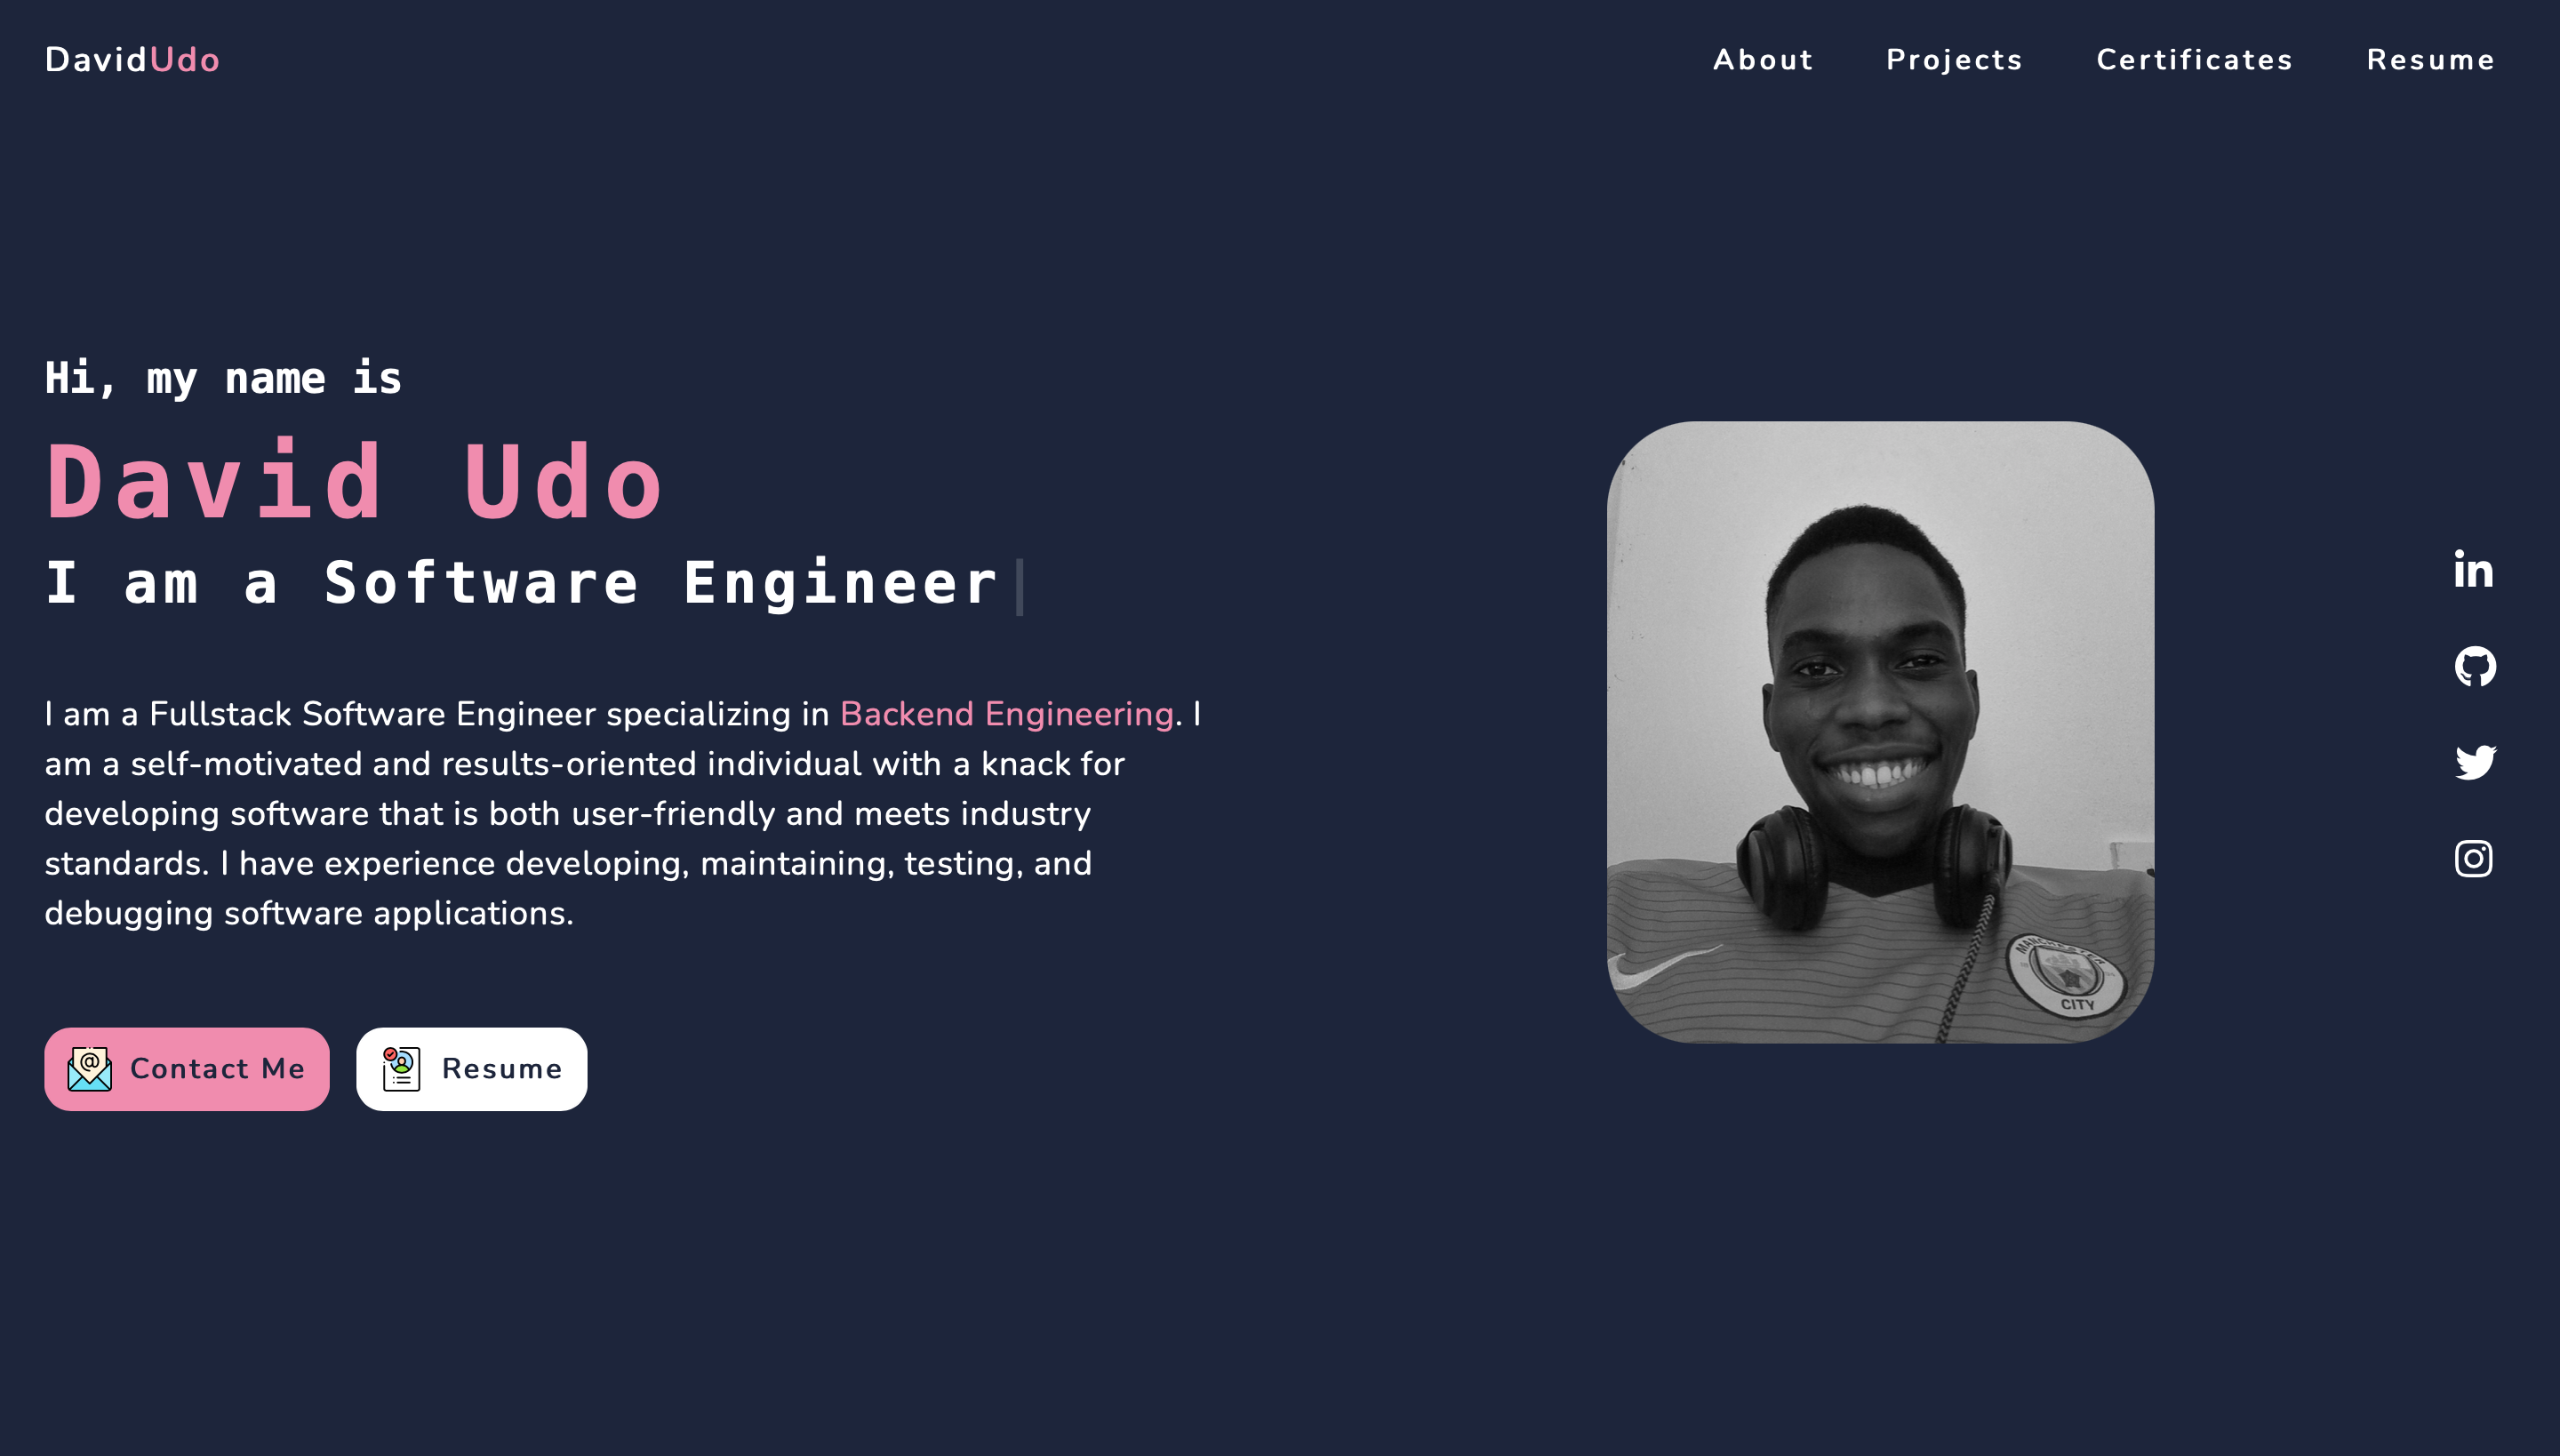 DavidUdo
About Projects Certificates Resume
Hi, my name is
David Udo
I am a Software Engineer|
I am a Fullstack Software Engineer specializing in Backend Engineering. I
am a self-motivated and results-oriented individual with a knack for
developing software that is both user-friendly and meets industry
standards. I have experience developing, maintaining, testing, and
debugging software applications.
Contact Me
Resume
MANCHESTER
CITY
in